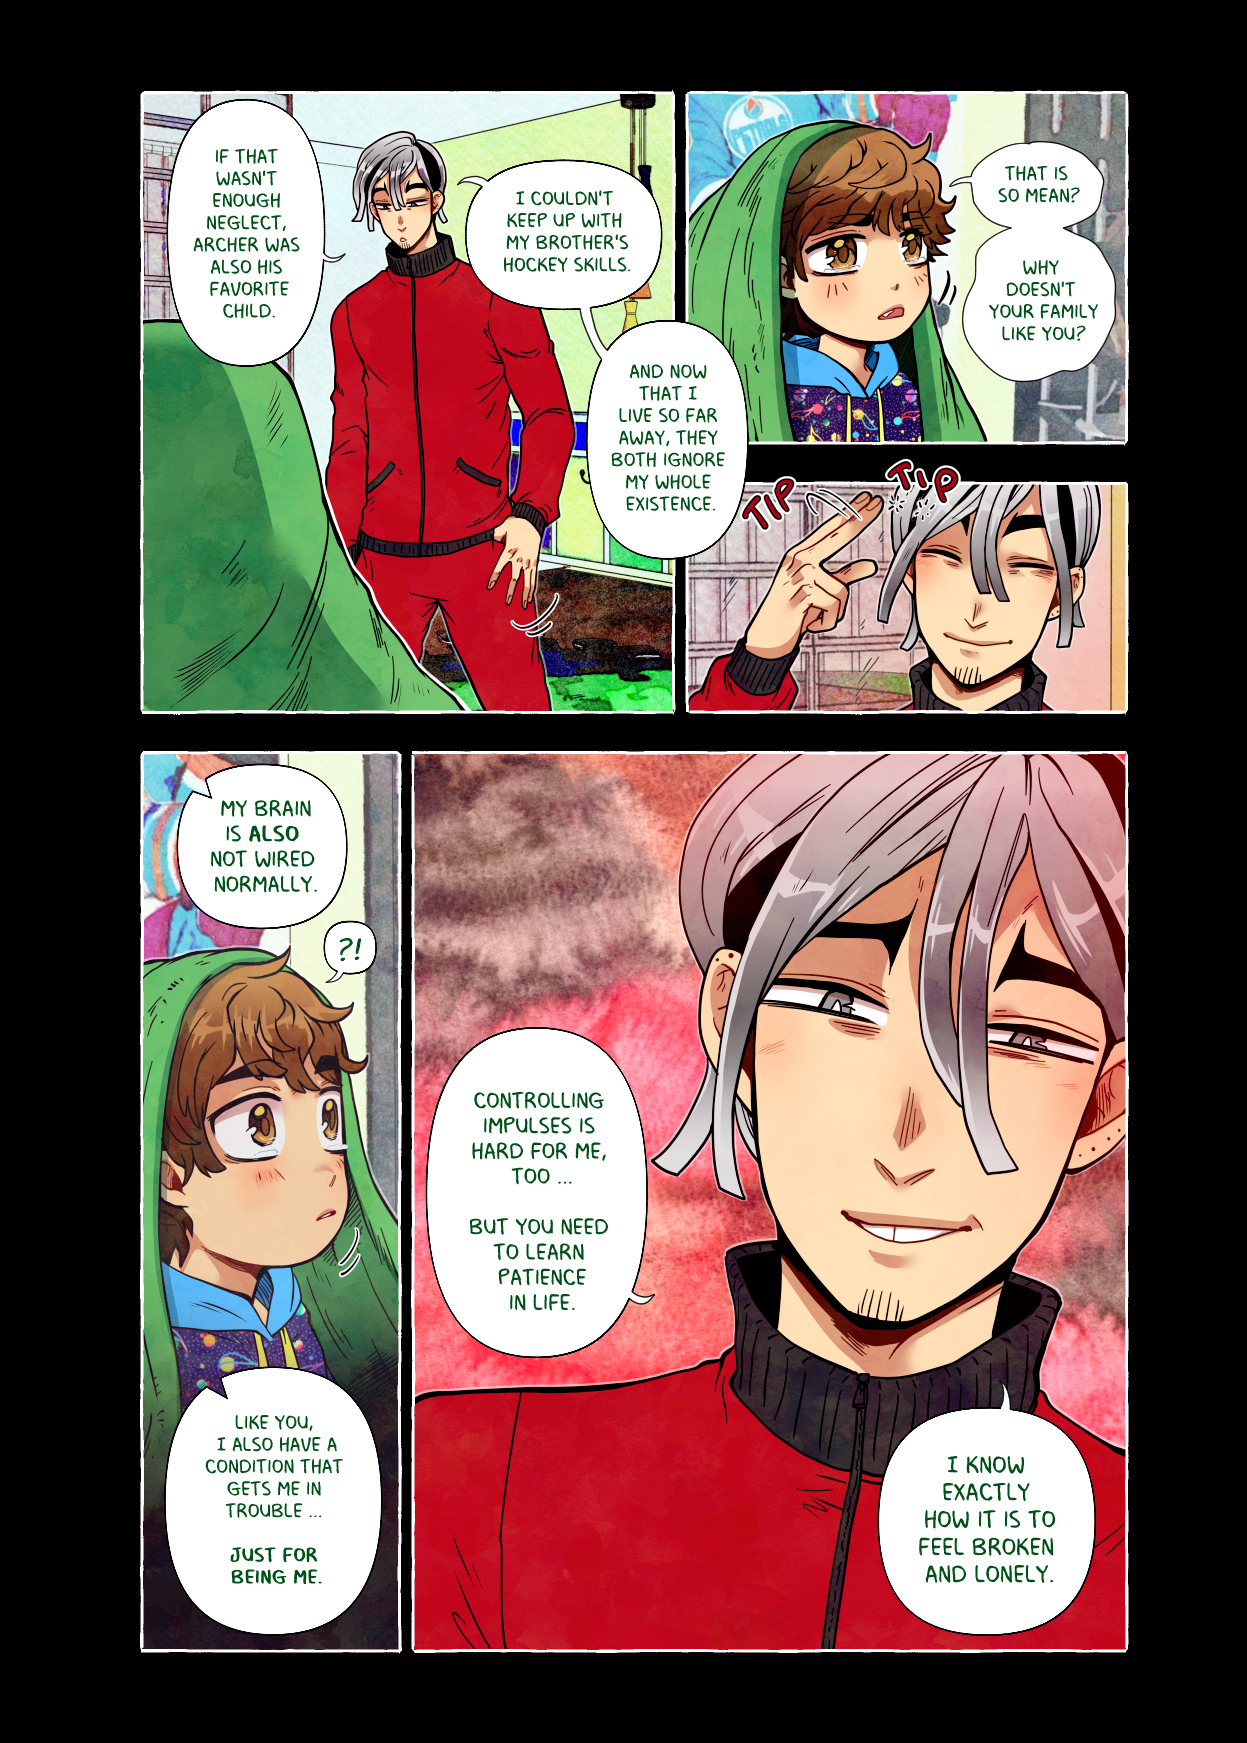 IF THAT
WASN'T
ENOUGH
NEGLECT,
ARCHER WAS
ALSO HIS
FAVORITE
CHILD.
I COULDN'T
KEEP UP WITH
MY BROTHER'S
HOCKEY SKILLS.
AND NOW
THAT I
LIVE SO FAR
AWAY, THEY
BOTH IGNORE
MY WHOLE
EXISTENCE.
THAT IS
SO MEAN?
WHY
DOESN'T
YOUR FAMILY
LIKE YOU?
TIP
TIP
MY BRAIN
IS ALSO
NOT WIRED
NORMALLY.
?!
LIKE YOU,
I ALSO HAVE A
CONDITION THAT
GETS ME IN
TROUBLE ...
JUST FOR
BEING ME.
CONTROLLING
IMPULSES IS
HARD FOR ME,
TOO ...
BUT YOU NEED
TO LEARN
PATIENCE
IN LIFE.
I KNOW
EXACTLY
HOW IT IS TO
FEEL BROKEN
AND LONELY.